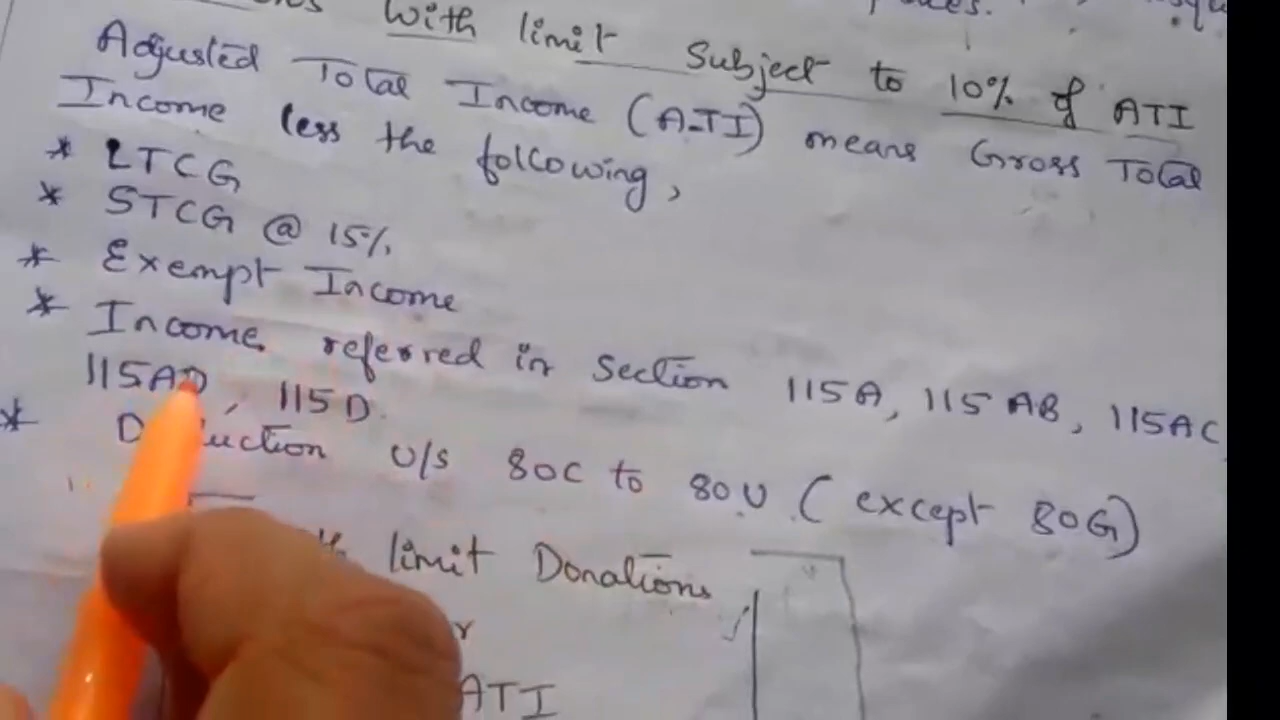 With limit Subject to 10% of ATI
Adjusted Total Income (ATI) means Gross Total
Income less the following,
* LTCG
* STCG @ 15%
* Exempt Income
* Income referred in Section 115A, 115AB, 115AC
115AD, 115D
* Deduction U/S 80C to 80U (except 80G)
limit Donations
ATI